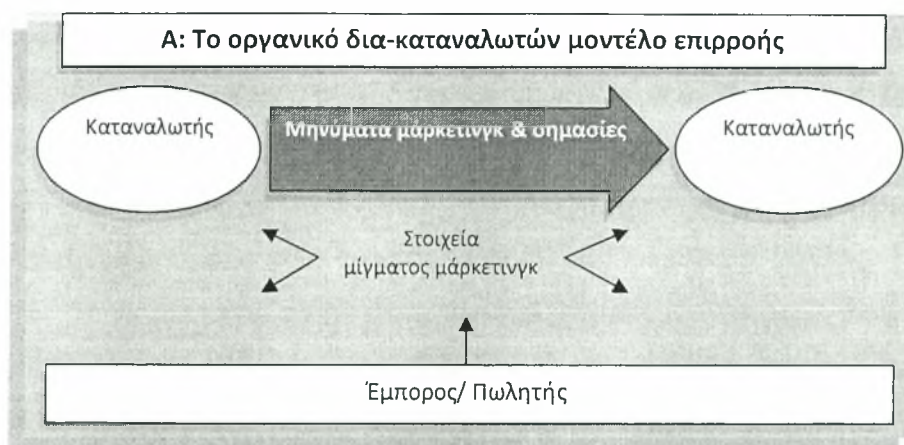 Α: Το οργανικό δια-καταναλωτών μοντέλο επιρροής
Καταναλωτής
Μηνύματα μάρκετινγκ & σημασίες
Καταναλωτής
Στοιχεία
μίγματος μάρκετινγκ
Έμπορος/ Πωλητής